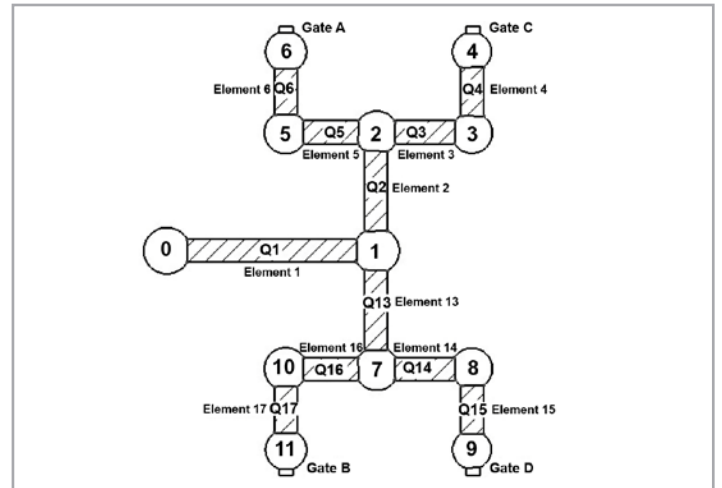 Gate A
Gate C
6
4
Element 6 Q6
Q4 Element 4
5
Q5
2
Q3
3
Element 5
Element 3
Q2 Element 2
0
Q1
1
Element 1
Q13 Element 13
Element 16
Element 14
10
Q16
7
Q14
8
Element 17 Q17
Q15 Element 15
11
9
Gate B
Gate D